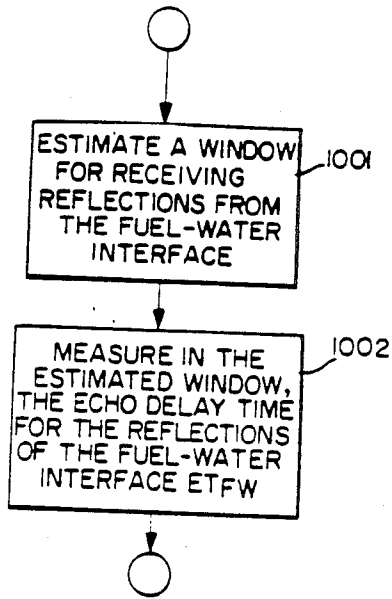 ESTIMATE A WINDOW
FOR RECEIVING
REFLECTIONS FROM
THE FUEL-WATER
INTERFACE
1001
MEASURE IN THE
ESTIMATED WINDOW,
THE ECHO DELAY TIME
FOR THE REFLECTIONS
OF THE FUEL-WATER
INTERFACE ETFW
1002